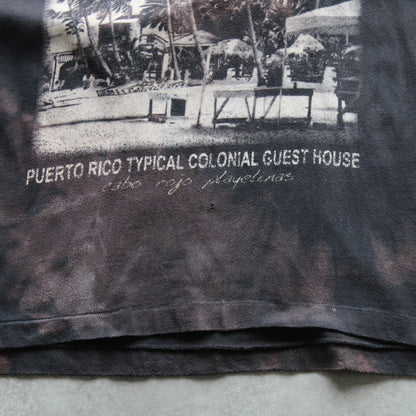 PUERTO RICO TYPICAL COLONIAL GUEST HOUSE
cabo rojo playelinas